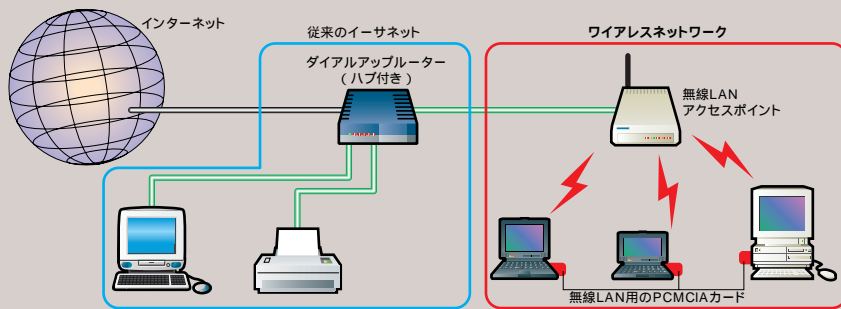 インターネット
従来のイーサネット
ワイアレスネットワーク
ダイアルアップルーター
(ハブ付き)
無線LAN
アクセスポイント
無線LAN用のPCMCIAカード